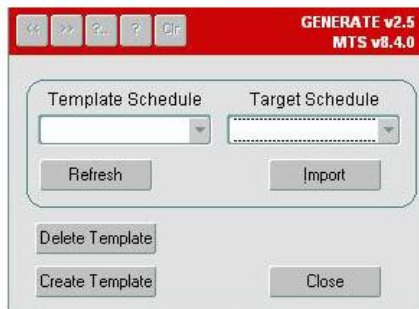 << >> ?.. ? Clr
GENERATE v2.5
MTS v8.4.0
Template Schedule Target Schedule
Refresh Import
Delete Template
Create Template Close